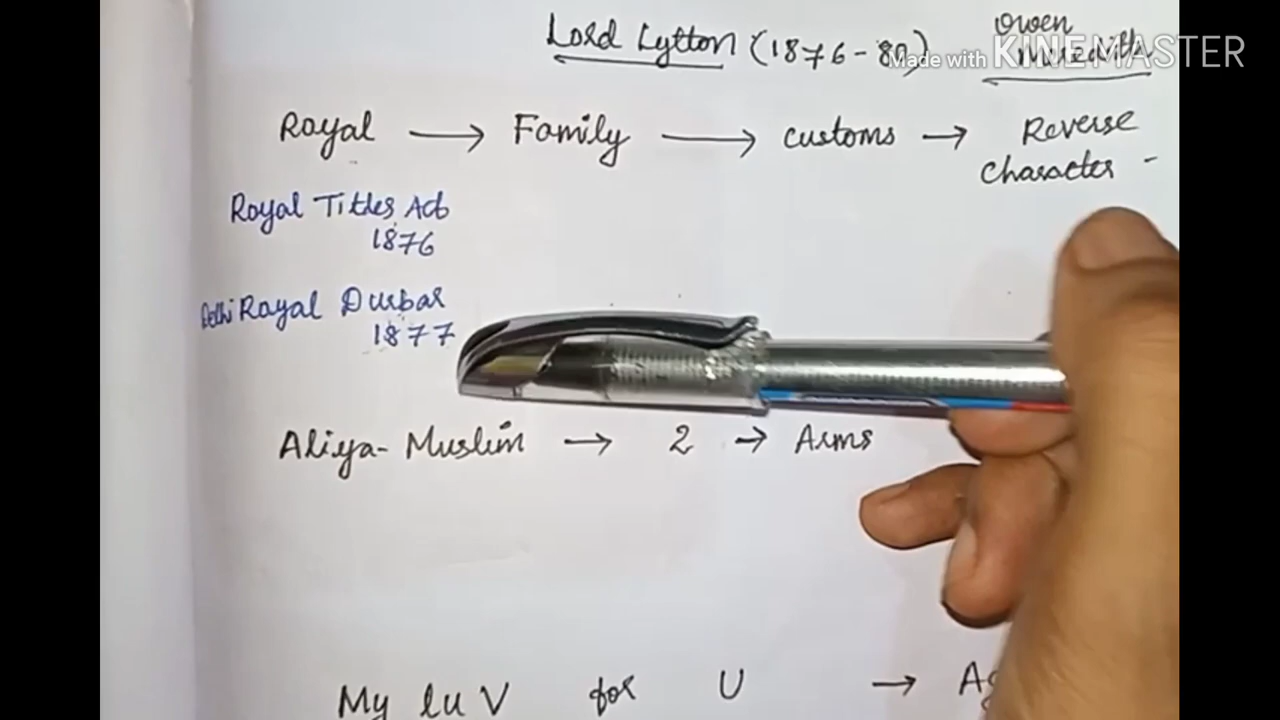 Lord Lytton (1876-80)
Owen
Made with KINEMASTER
Royal → Family → customs → Reverse
Character -
Royal Titles Act
1876
Delhi Royal Durbar
1877
Aliya- Muslim → 2 → Arms
My luV for U →